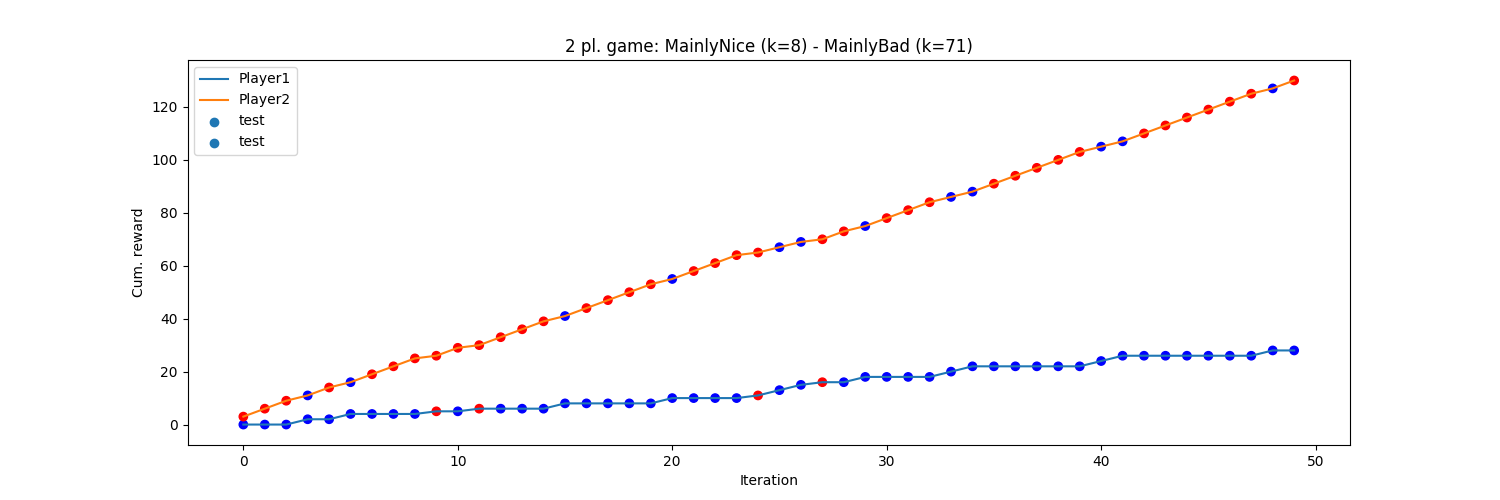 2 pl. game: MainlyNice (k=8) - MainlyBad (k=71)
Player1
Player2
test
test
120
100
80
60
40
20
0
Cum. reward
0 10 20 30 40 50
Iteration